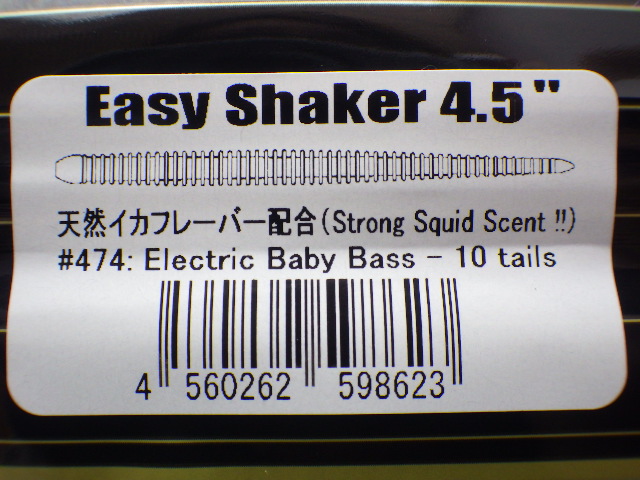 Easy Shaker 4.5"
天然イカフレーバー配合(Strong Squid Scent !!)
#474: Electric Baby Bass - 10 tails
4 560262 598623